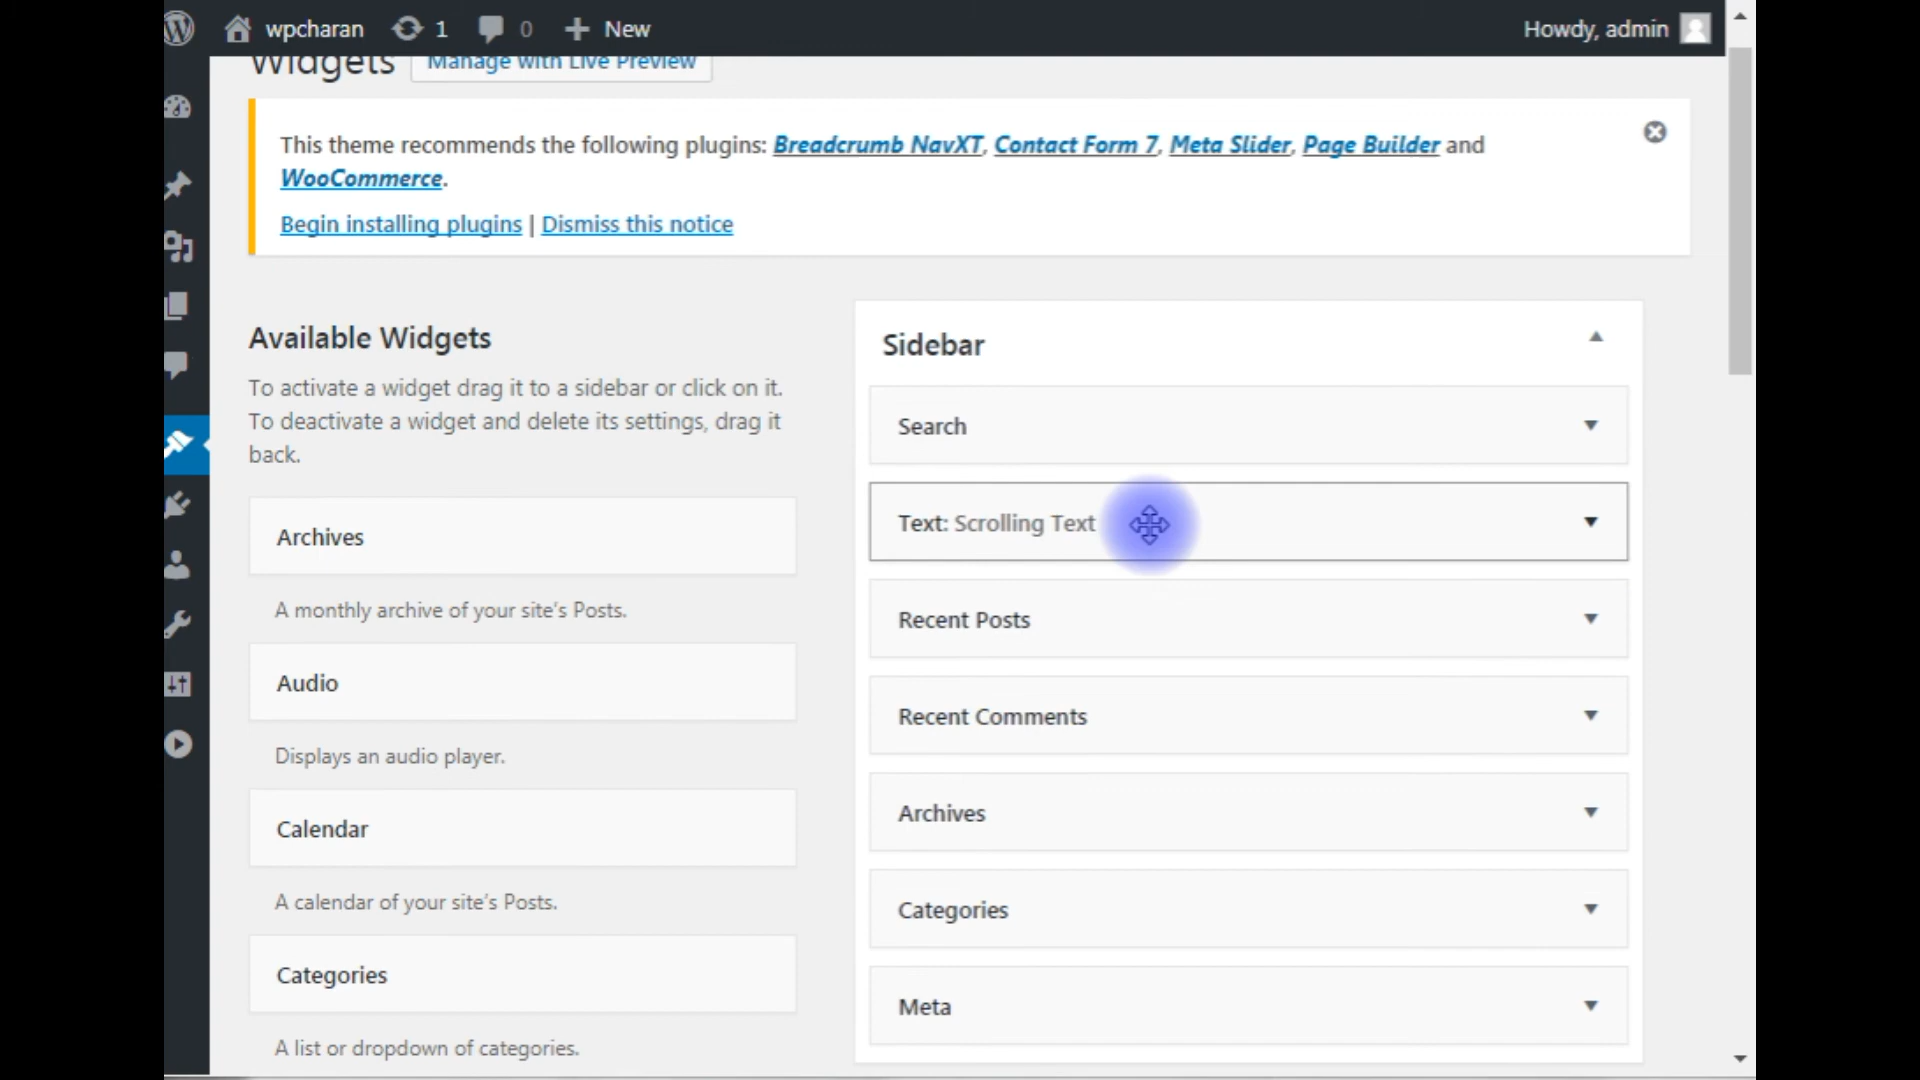 wpcharan 1 0 New Howdy, admin
Widgets Manage with Live Preview
This theme recommends the following plugins: Breadcrumb NavXT, Contact Form 7, Meta Slider, Page Builder and
WooCommerce.
Begin installing plugins | Dismiss this notice
Available Widgets
To activate a widget drag it to a sidebar or click on it.
To deactivate a widget and delete its settings, drag it
back.
Archives
A monthly archive of your site's Posts.
Audio
Displays an audio player.
Calendar
A calendar of your site's Posts.
Categories
A list or dropdown of categories.
Sidebar
Search
Text: Scrolling Text
Recent Posts
Recent Comments
Archives
Categories
Meta